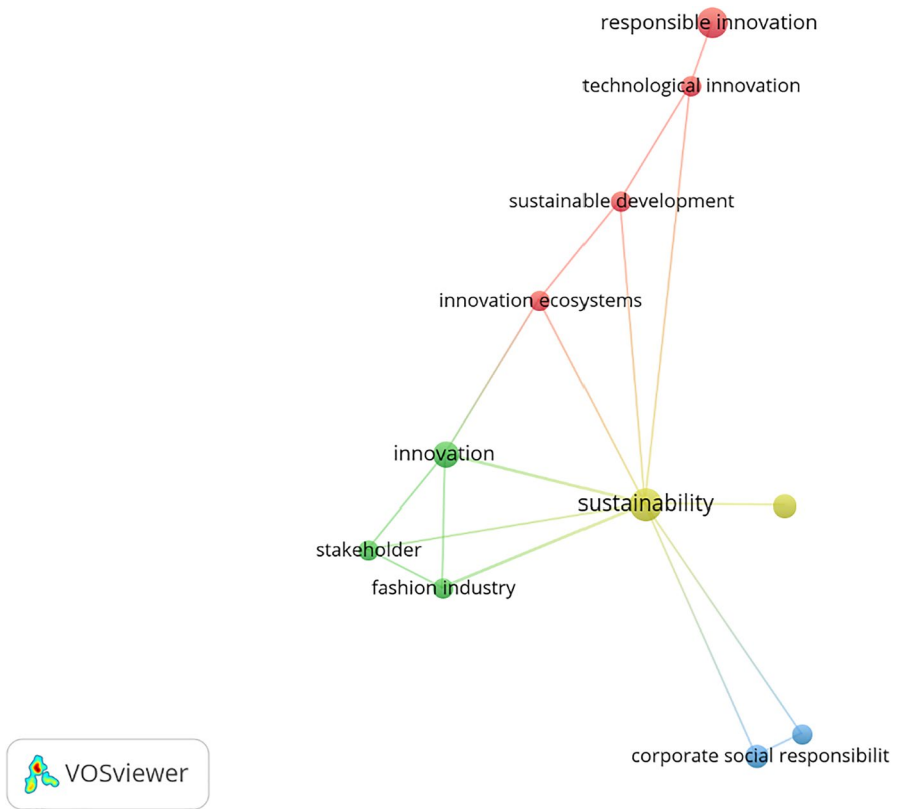 responsible innovation
technological innovation
sustainable development
innovation ecosystems
innovation
sustainability
stakeholder
fashion industry
corporate social responsibilit
VOSviewer